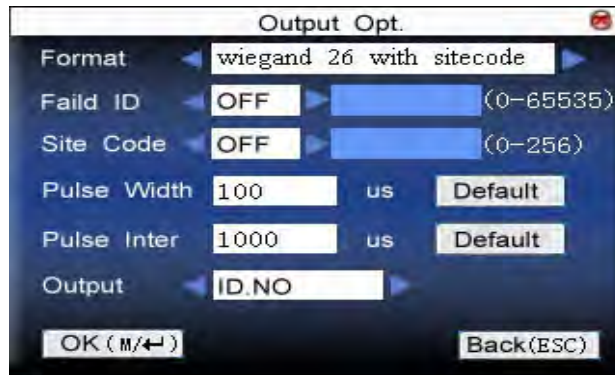 Output Opt.
Format wiegand 26 with sitecode
Faild ID OFF (0-65535)
Site Code OFF (0-256)
Pulse Width 100 us Default
Pulse Inter 1000 us Default
Output ID.NO
OK(M/↵) Back(ESC)